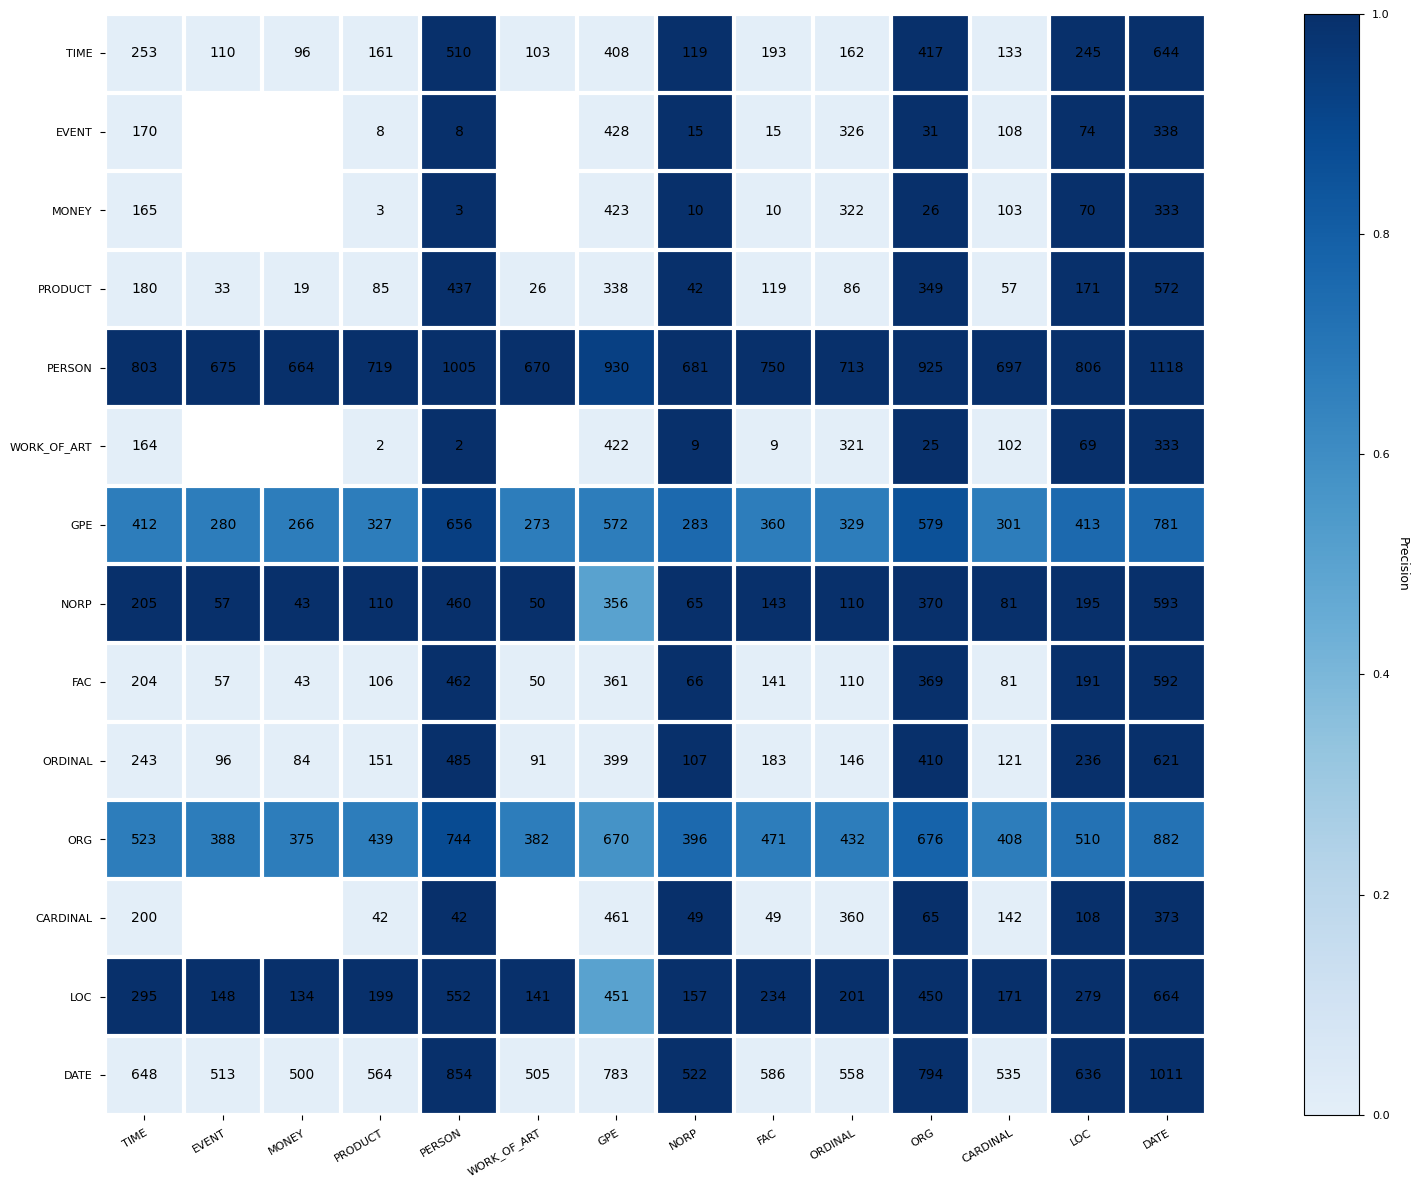 TIME 253 110 96 161 510 103 408 119 193 162 417 133 245 644
EVENT 170 8 8 428 15 15 326 31 108 74 338
MONEY 165 3 3 423 10 10 322 26 103 70 333
PRODUCT 180 33 19 85 437 26 338 42 119 86 349 57 171 572
PERSON 803 675 664 719 1005 670 930 681 750 713 925 697 806 1118
WORK_OF_ART 164 2 2 422 9 9 321 25 102 69 333
GPE 412 280 266 327 656 273 572 283 360 329 579 301 413 781
NORP 205 57 43 110 460 50 356 65 143 110 370 81 195 593
FAC 204 57 43 106 462 50 361 66 141 110 369 81 191 592
ORDINAL 243 96 84 151 485 91 399 107 183 146 410 121 236 621
ORG 523 388 375 439 744 382 670 396 471 432 676 408 510 882
CARDINAL 200 42 42 461 49 49 360 65 142 108 373
LOC 295 148 134 199 552 141 451 157 234 201 450 171 279 664
DATE 648 513 500 564 854 505 783 522 586 558 794 535 636 1011
TIME EVENT MONEY PRODUCT PERSON WORK_OF_ART GPE NORP FAC ORDINAL ORG CARDINAL LOC DATE
1.0
0.8
0.6
0.4
0.2
0.0
Precision